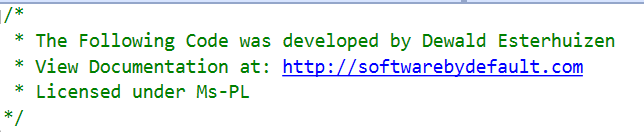 /*
 * The Following Code was developed by Dewald Esterhuizen
 * View Documentation at: http://softwarebydefault.com
 * Licensed under Ms-PL
*/